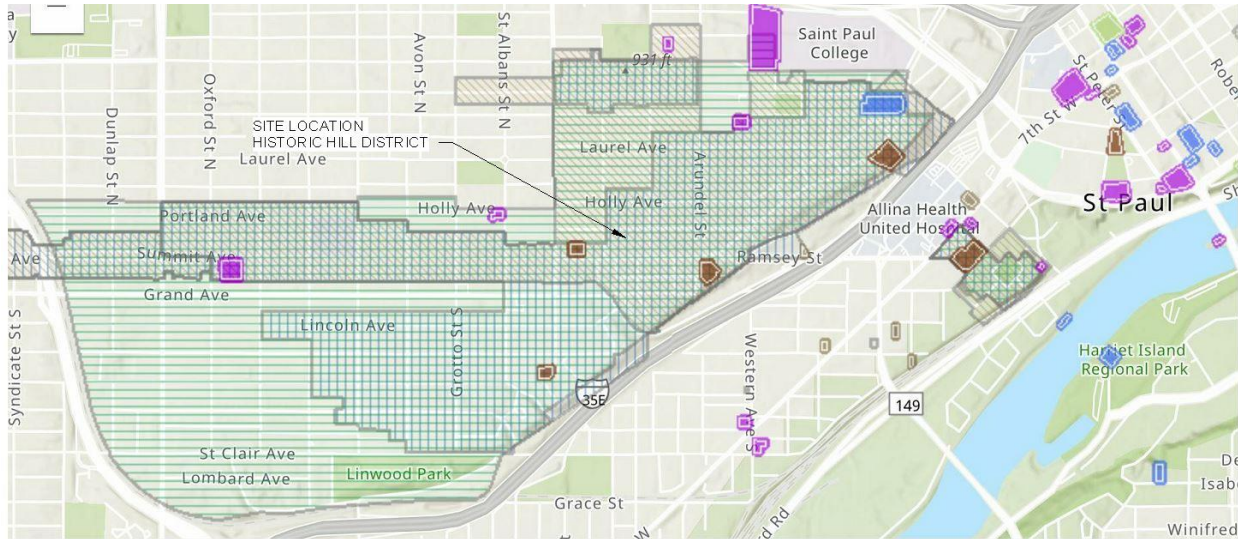 931 ft
Saint Paul
College
St Albans St N
Avon St N
Oxford St N
Dunlap St N
St Peter St
7th St W
SITE LOCATION
HISTORIC HILL DISTRICT
Laurel Ave
Laurel Ave
Arundel St
Holly Ave
Holly Ave
Portland Ave
St Paul
Allina Health
United Hospital
Ave
Summit Ave
Ramsey St
Grand Ave
Lincoln Ave
Grotto St S
Syndicate St S
Western Ave S
Harriet Island
Regional Park
35E
149
St Clair Ave
Lombard Ave
Linwood Park
Grace St
W
rd Rd
Winifred